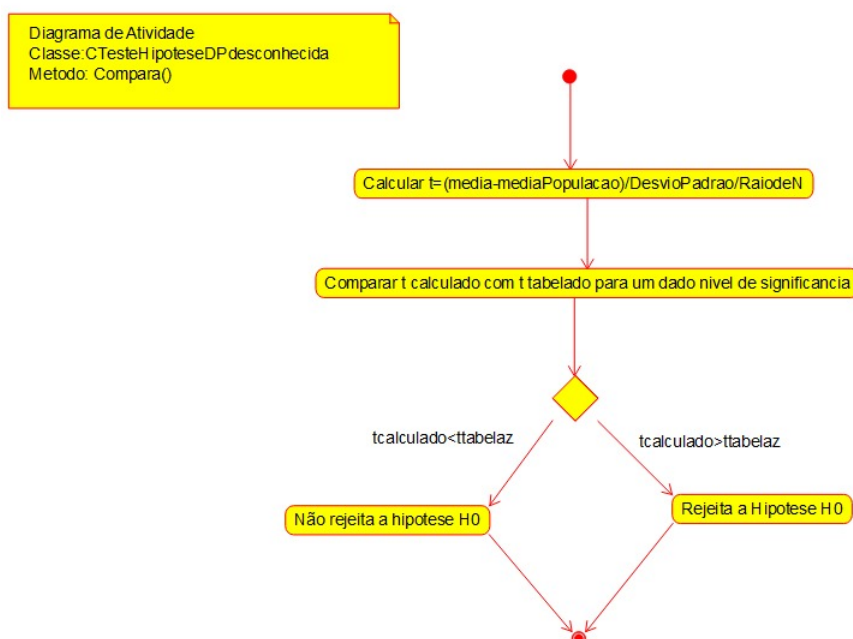 Diagrama de Atividade
Classe:CTesteHipoteseDPdesconhecida
Metodo: Compara()
Calcular t=(media-mediaPopulacao)/DesvioPadrao/RaiodeN
Comparar t calculado com t tabelado para um dado nivel de significancia
tcalculado<ttabelaz
tcalculado>ttabelaz
Não rejeita a hipotese H0
Rejeita a Hipotese H0